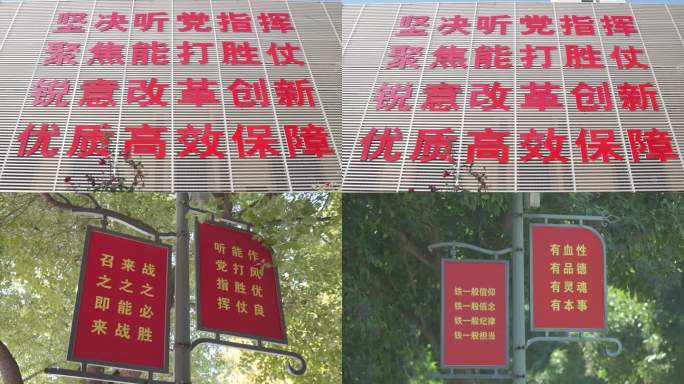 坚决听党指挥
聚焦能打胜仗
锐意改革创新
优质高效保障
坚决听党指挥
聚焦能打胜仗
锐意改革创新
优质高效保障
召之即来
来之能战
战之必胜
听党指挥
能打胜仗
作风优良
铁一般信仰
铁一般信念
铁一般纪律
铁一般担当
有血性
有品德
有灵魂
有本事